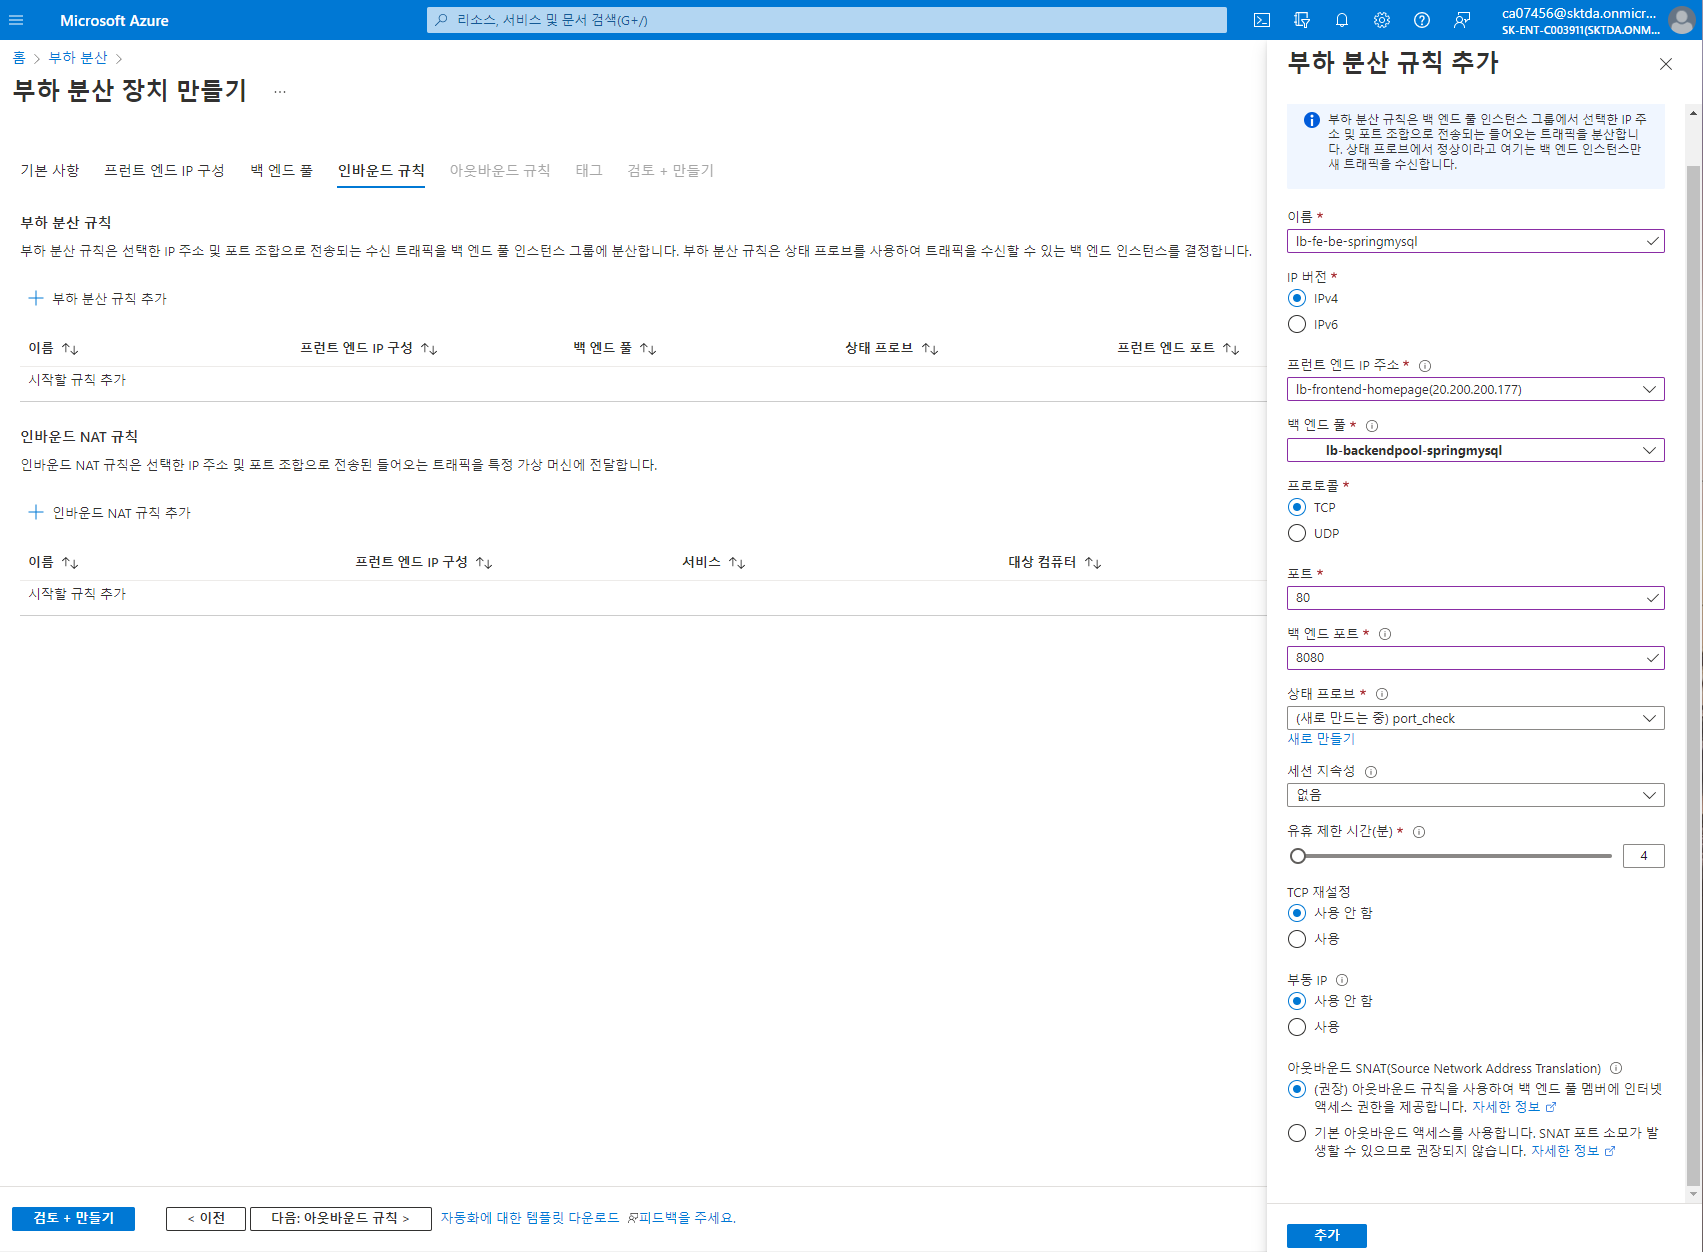 Microsoft Azure
리소스, 서비스 및 문서 검색(G+/)
ca07456@sktda.onmicr...
SK-ENT-C003911(SKTDA.ONM...
홈
부하 분산
부하 분산 장치 만들기
...
기본 사항
프런트 엔드 IP 구성
백 엔드 풀
인바운드 규칙
아웃바운드 규칙
태그
검토 + 만들기
부하 분산 규칙
부하 분산 규칙은 선택한 IP 주소 및 포트 조합으로 전송되는 수신 트래픽을 백 엔드 풀 인스턴스 그룹에 분산합니다. 부하 분산 규칙은 상태 프로브를 사용하여 트래픽을 수신할 수 있는 백 엔드 인스턴스를 결정합니다.
부하 분산 규칙 추가
이름 ↑↓
프런트 엔드 IP 구성 ↑↓
백 엔드 풀 ↑↓
상태 프로브 ↑↓
프런트 엔드 포트 ↑↓
시작할 규칙 추가
인바운드 NAT 규칙
인바운드 NAT 규칙은 선택한 IP 주소 및 포트 조합으로 전송된 들어오는 트래픽을 특정 가상 머신에 전달합니다.
인바운드 NAT 규칙 추가
이름 ↑↓
프런트 엔드 IP 구성 ↑↓
서비스 ↑↓
대상 컴퓨터 ↑↓
시작할 규칙 추가
검토 + 만들기
< 이전
다음: 아웃바운드 규칙 >
자동화에 대한 템플릿 다운로드
피드백을 주세요.
부하 분산 규칙 추가
부하 분산 규칙은 백 엔드 풀 인스턴스 그룹에서 선택한 IP 주
소 및 포트 조합으로 전송되는 들어오는 트래픽을 분산합니
다. 상태 프로브에서 정상이라고 여기는 백 엔드 인스턴스만
새 트래픽을 수신합니다.
이름 *
lb-fe-be-springmysql
IP 버전 *
IPv4
IPv6
프런트 엔드 IP 주소 *
lb-frontend-homepage(20.200.200.177)
백 엔드 풀 *
lb-backendpool-springmysql
프로토콜 *
TCP
UDP
포트 *
80
백 엔드 포트 *
8080
상태 프로브 *
(새로 만드는 중) port_check
새로 만들기
세션 지속성
없음
유휴 제한 시간(분) *
4
TCP 재설정
사용 안 함
사용
부동 IP
사용 안 함
사용
아웃바운드 SNAT(Source Network Address Translation)
(권장) 아웃바운드 규칙을 사용하여 백 엔드 풀 멤버에 인터넷
액세스 권한을 제공합니다. 자세한 정보
기본 아웃바운드 액세스를 사용합니다. SNAT 포트 소모가 발
생할 수 있으므로 권장되지 않습니다. 자세한 정보
추가